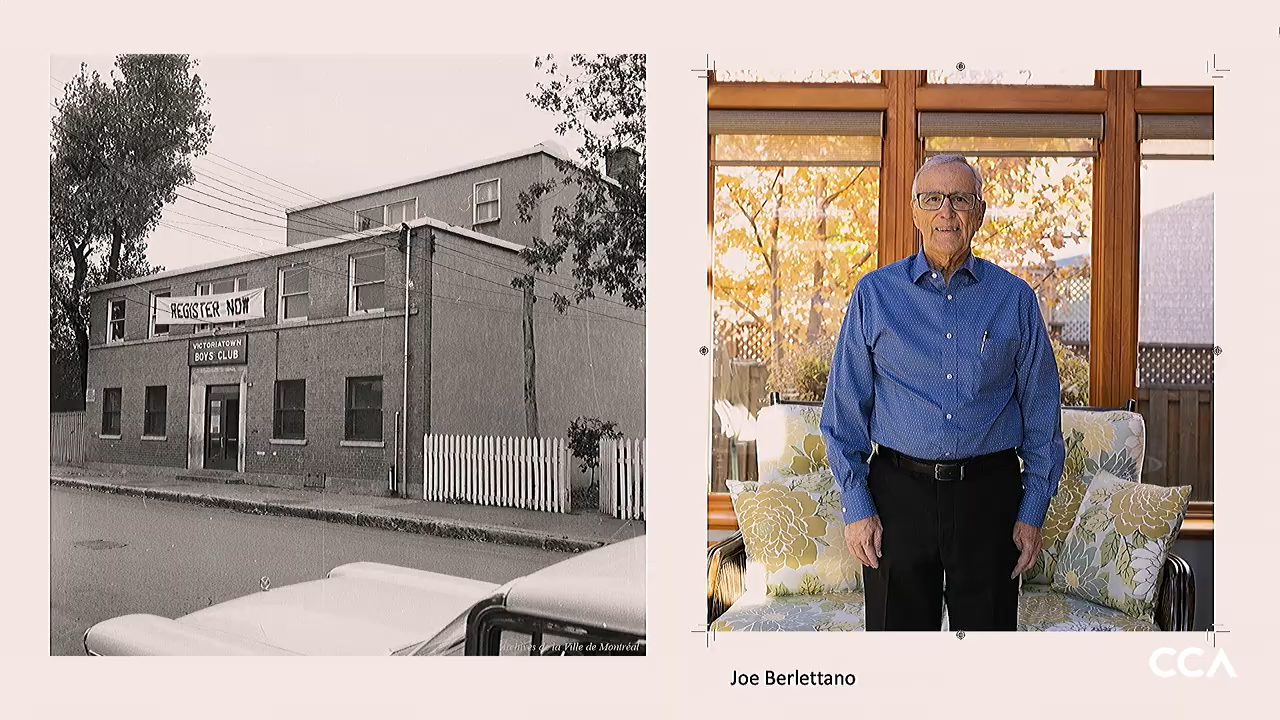 REGISTER NOW
VICTORIATOWN
BOYS CLUB
Archives de la Ville de Montréal
Joe Berlettano
CCA